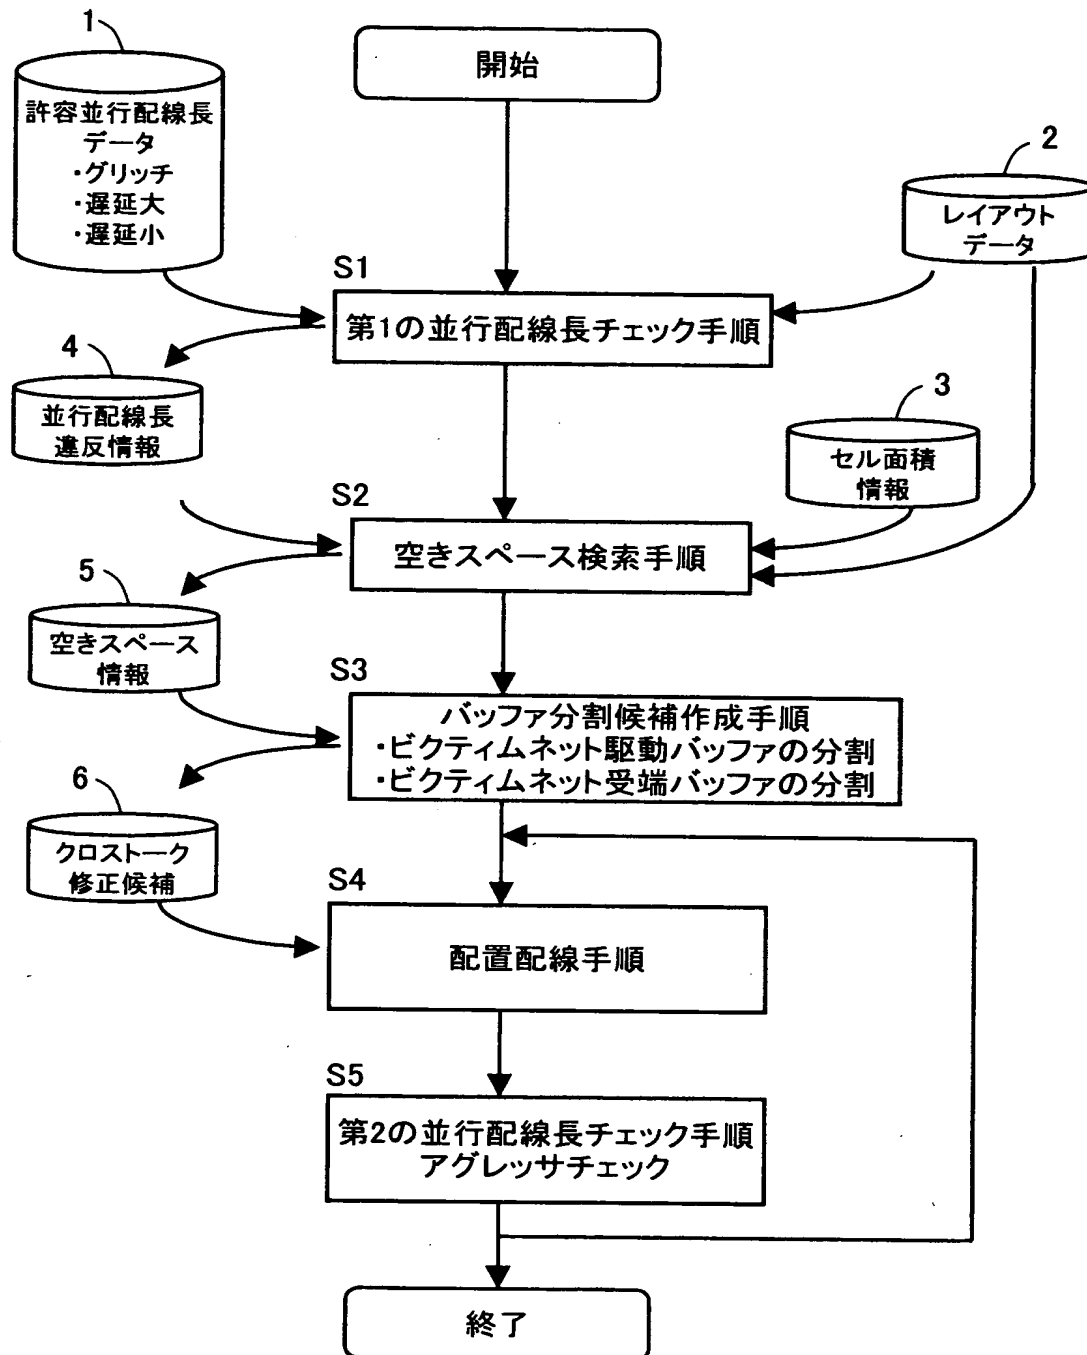 1
開始
許容並行配線長
データ
・グリッチ
・遅延大
・遅延小
2
レイアウト
データ
S1
第1の並行配線長チェック手順
4
並行配線長
違反情報
3
セル面積
情報
S2
空きスペース検索手順
5
空きスペース
情報
S3
バッファ分割候補作成手順
・ビクティムネット駆動バッファの分割
・ビクティムネット受端バッファの分割
6
クロストーク
修正候補
S4
配置配線手順
S5
第2の並行配線長チェック手順
アグレッサチェック
終了